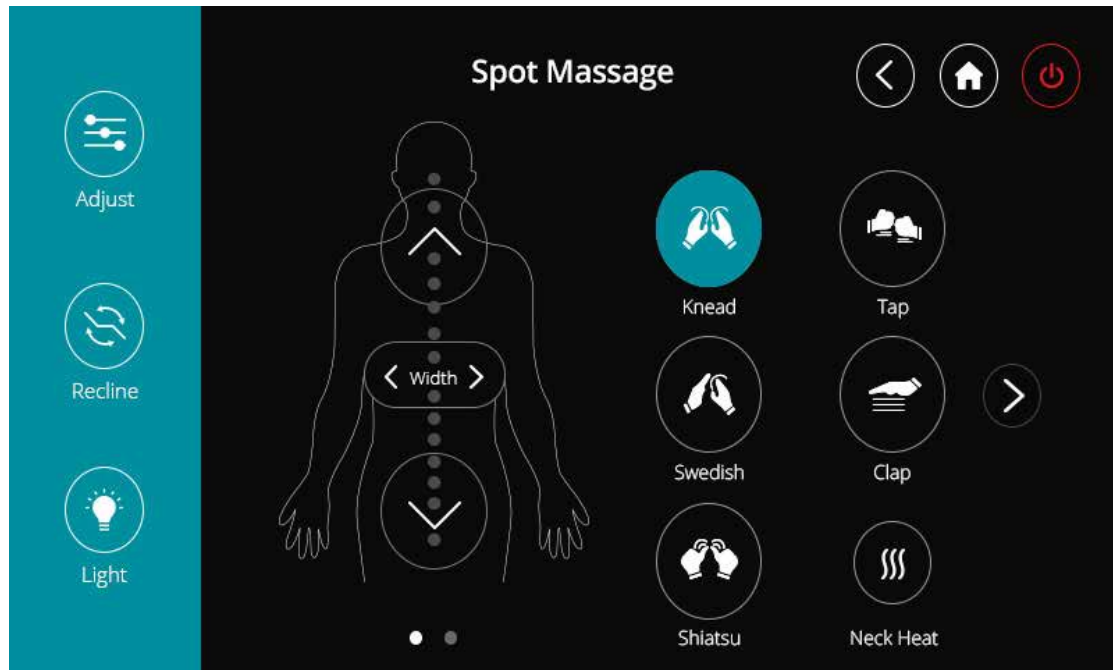 Spot Massage
Adjust
Recline
Light
Width
Knead
Tap
Swedish
Clap
Shiatsu
Neck Heat